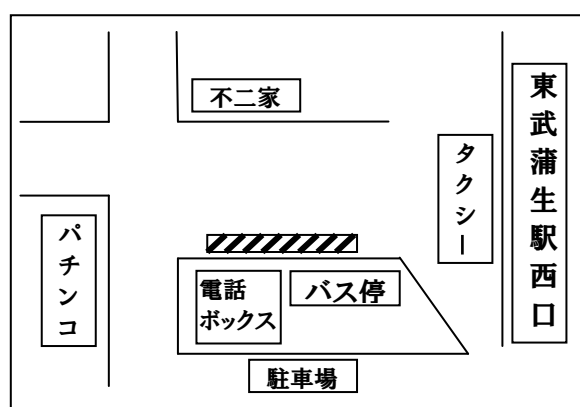 不二家
東武蒲生駅西口
タクシー
パチンコ
電話
ボックス
バス停
駐車場